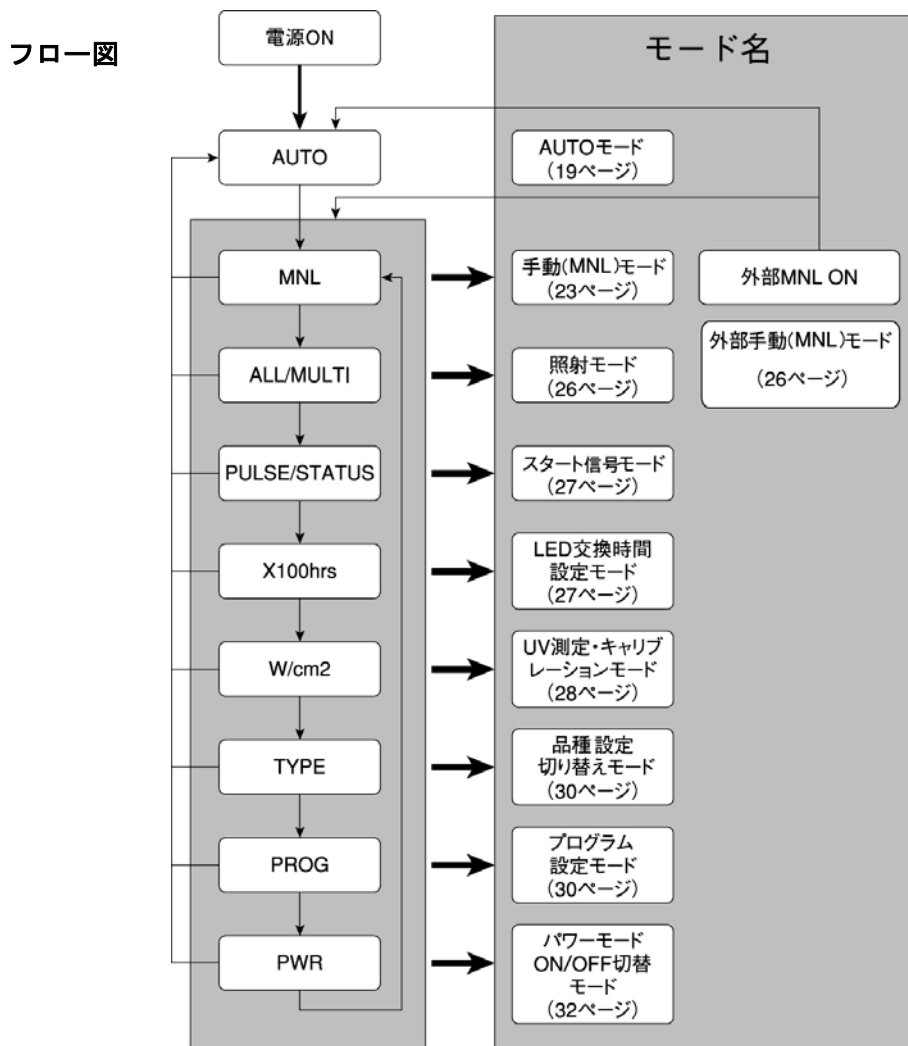 フロー図
電源ON
モード名
AUTO
AUTOモード
(19ページ)
MNL
手動(MNL)モード
(23ページ)
外部MNL ON
外部手動(MNL)モード
(26ページ)
ALL/MULTI
照射モード
(26ページ)
PULSE/STATUS
スタート信号モード
(27ページ)
X100hrs
LED交換時間
設定モード
(27ページ)
W/cm2
UV測定・キャリブ
レーションモード
(28ページ)
TYPE
品種設定
切り替えモード
(30ページ)
PROG
プログラム
設定モード
(30ページ)
PWR
パワーモード
ON/OFF切替
モード
(32ページ)